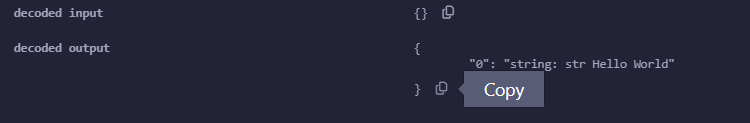 decoded input {}
decoded output {
"0": "string: str Hello World"
}
Copy